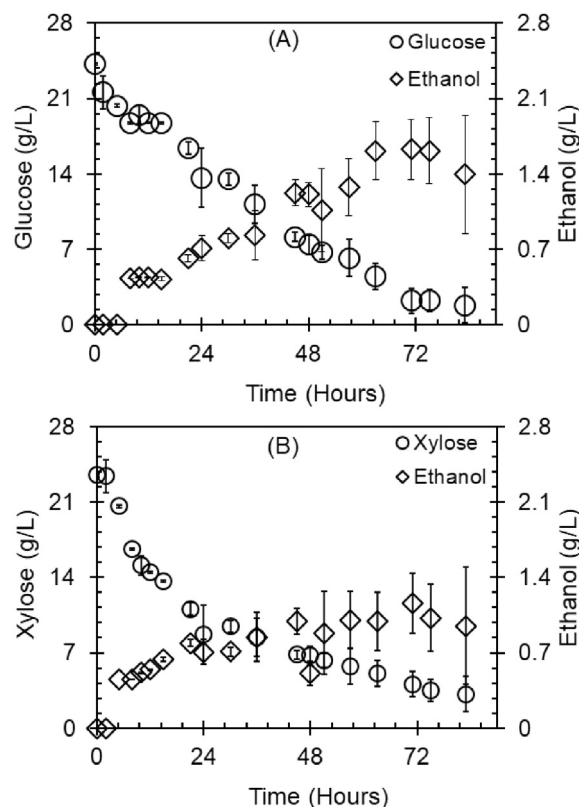 (A)
Glucose
Ethanol
28
21
14
7
0
Glucose (g/L)
2.8
2.1
1.4
0.7
0
Ethanol (g/L)
0 24 48 72
Time (Hours)
(B)
Xylose
Ethanol
28
21
14
7
0
Xylose (g/L)
2.8
2.1
1.4
0.7
0
Ethanol (g/L)
0 24 48 72
Time (Hours)